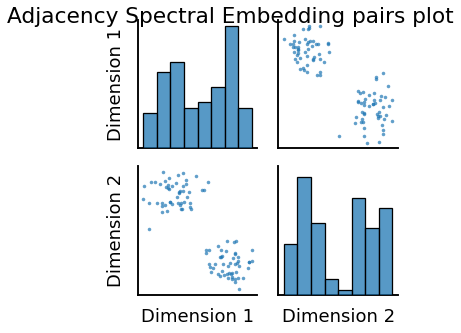 Adjacency Spectral Embedding pairs plot
Dimension 1
Dimension 2
Dimension 1
Dimension 2